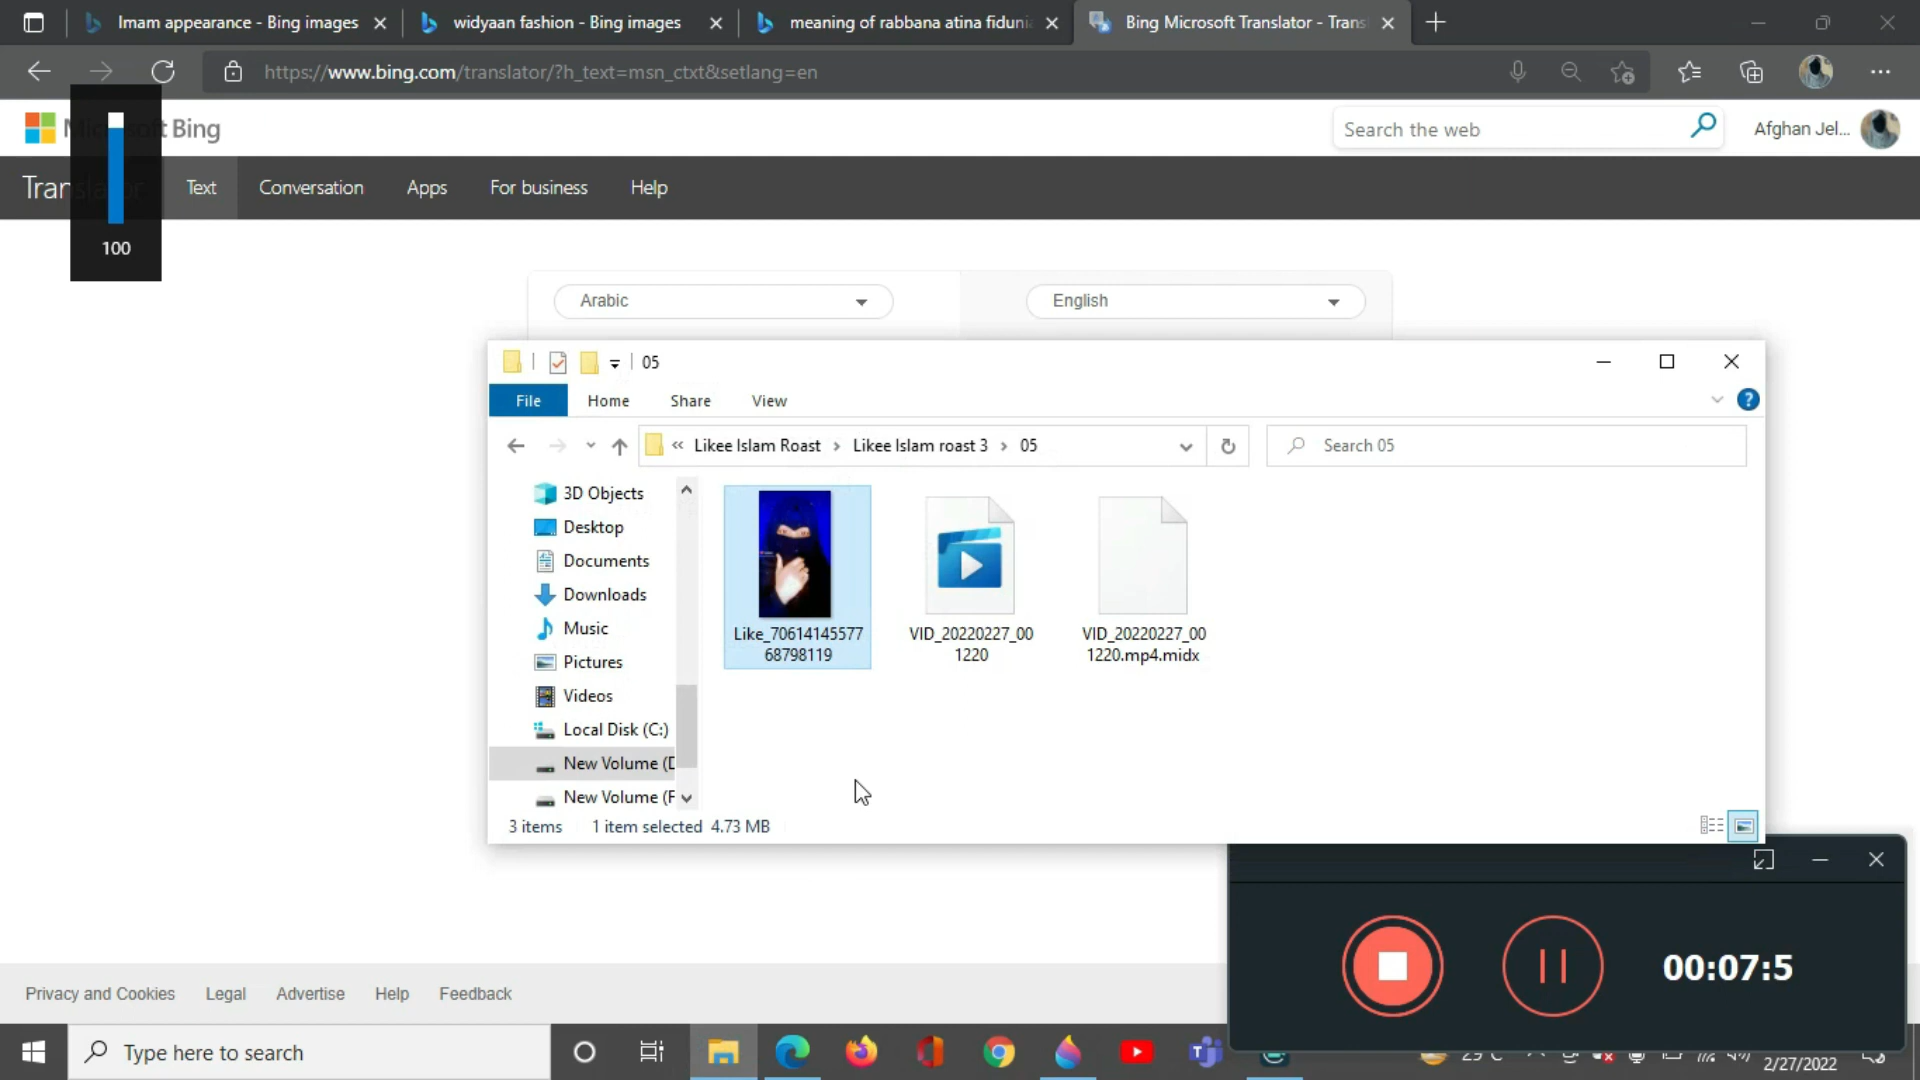 Imam appearance - Bing images
widyaan fashion - Bing images
meaning of rabbana atina fidunia
Bing Microsoft Translator - Trans
https://www.bing.com/translator/?h_text=msn_ctxt&setlang=en
Microsoft Bing
Search the web
Afghan Jel...
Translator
Text
Conversation
Apps
For business
Help
100
Arabic
English
05
File
Home
Share
View
?
« Likee Islam Roast › Likee Islam roast 3 › 05
Search 05
3D Objects
Desktop
Documents
Downloads
Music
Pictures
Videos
Local Disk (C:)
New Volume (D
New Volume (F
Like_70614145577
68798119
VID_20220227_00
1220
VID_20220227_00
1220.mp4.midx
3 items
1 item selected 4.73 MB
00:07:5
Privacy and Cookies
Legal
Advertise
Help
Feedback
Type here to search
29°C
2/27/2022